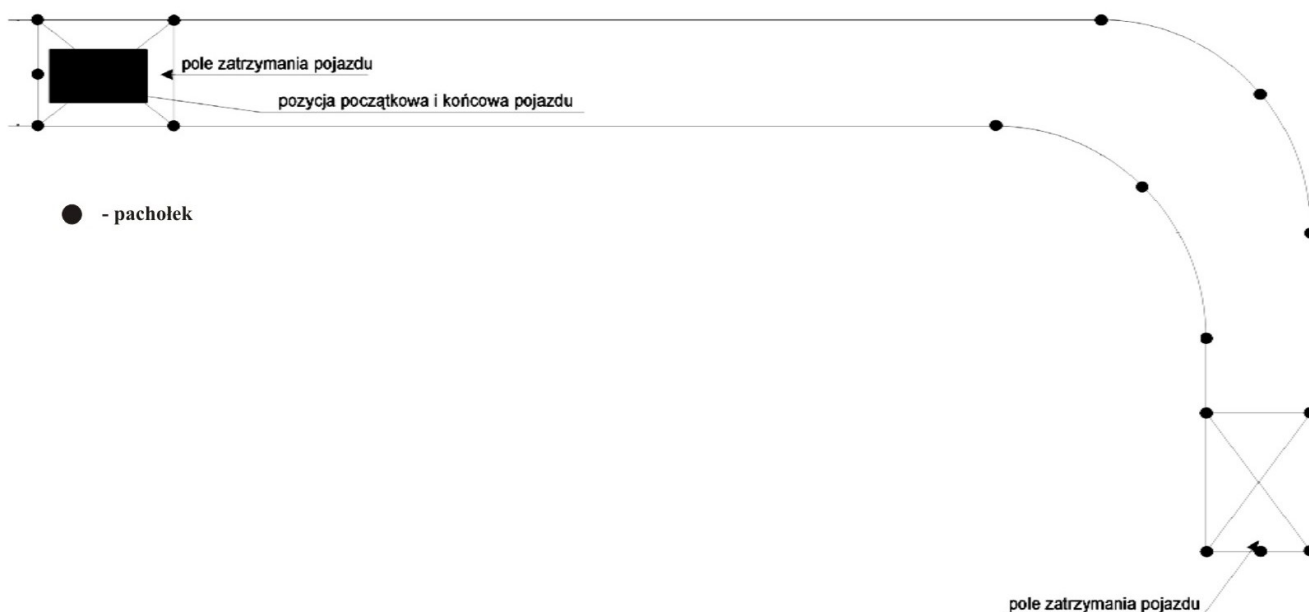 pole zatrzymania pojazdu
pozycja początkowa i końcowa pojazdu
- pachołek
pole zatrzymania pojazdu